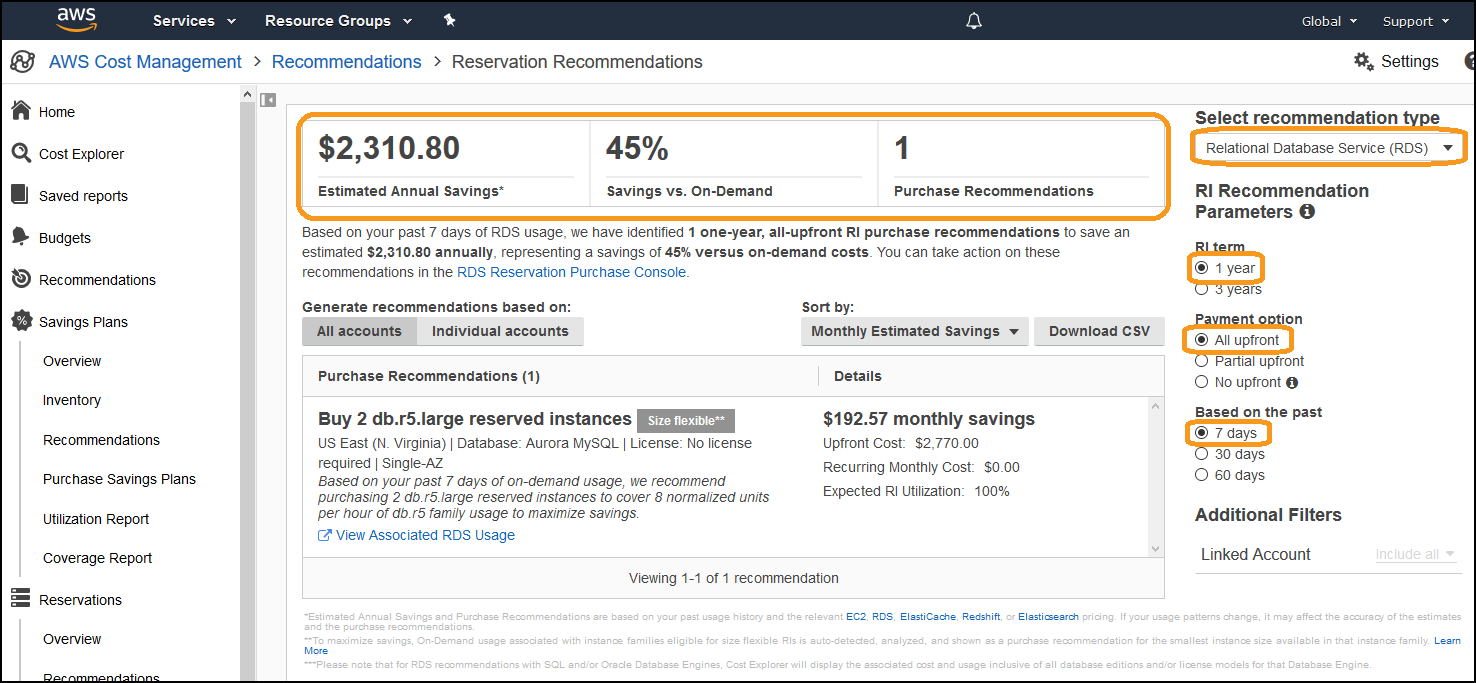 aws
Services
Resource Groups
Global
Support
AWS Cost Management > Recommendations > Reservation Recommendations
Settings
Home
Cost Explorer
Saved reports
Budgets
Recommendations
Savings Plans
Overview
Inventory
Recommendations
Purchase Savings Plans
Utilization Report
Coverage Report
Reservations
Overview
Recommendations
$2,310.80
Estimated Annual Savings*
45%
Savings vs. On-Demand
1
Purchase Recommendations
Based on your past 7 days of RDS usage, we have identified 1 one-year, all-upfront RI purchase recommendations to save an
estimated $2,310.80 annually, representing a savings of 45% versus on-demand costs. You can take action on these
recommendations in the RDS Reservation Purchase Console.
Generate recommendations based on:
All accounts
Individual accounts
Sort by:
Monthly Estimated Savings
Download CSV
Purchase Recommendations (1)
Details
Buy 2 db.r5.large reserved instances
Size flexible**
US East (N. Virginia) | Database: Aurora MySQL | License: No license
required | Single-AZ
Based on your past 7 days of on-demand usage, we recommend
purchasing 2 db.r5.large reserved instances to cover 8 normalized units
per hour of db.r5 family usage to maximize savings.
View Associated RDS Usage
$192.57 monthly savings
Upfront Cost: $2,770.00
Recurring Monthly Cost: $0.00
Expected RI Utilization: 100%
Viewing 1-1 of 1 recommendation
*Estimated Annual Savings and Purchase Recommendations are based on your past usage history and the relevant EC2, RDS, ElastiCache, Redshift, or Elasticsearch pricing. If your usage patterns change, it may affect the accuracy of the estimates
and the purchase recommendations.
**To maximize savings, On-Demand usage associated with instance families eligible for size flexible RIs is auto-detected, analyzed, and shown as a purchase recommendation for the smallest instance size available in that instance family. Learn
More
***Please note that for RDS recommendations with SQL and/or Oracle Database Engines, Cost Explorer will display the associated cost and usage inclusive of all database editions and/or license models for that Database Engine.
Select recommendation type
Relational Database Service (RDS)
RI Recommendation
Parameters
RI term
1 year
3 years
Payment option
All upfront
Partial upfront
No upfront
Based on the past
7 days
30 days
60 days
Additional Filters
Linked Account
Include all